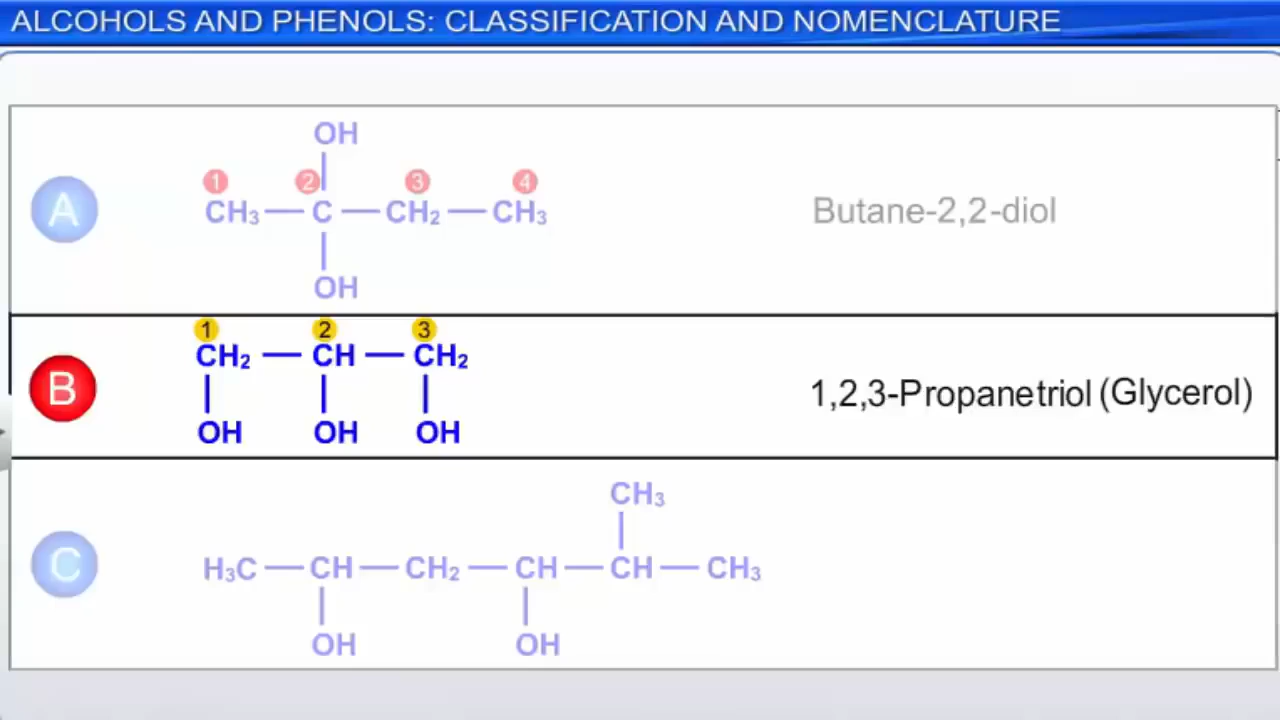 ALCOHOLS AND PHENOLS: CLASSIFICATION AND NOMENCLATURE
OH
1 2 3 4
A CH₃ — C — CH₂ — CH₃ Butane-2,2-diol
OH
1 2 3
CH₂ — CH — CH₂
B 1,2,3-Propanetriol (Glycerol)
OH OH OH
CH₃
C H₃C — CH — CH₂ — CH — CH — CH₃
OH OH